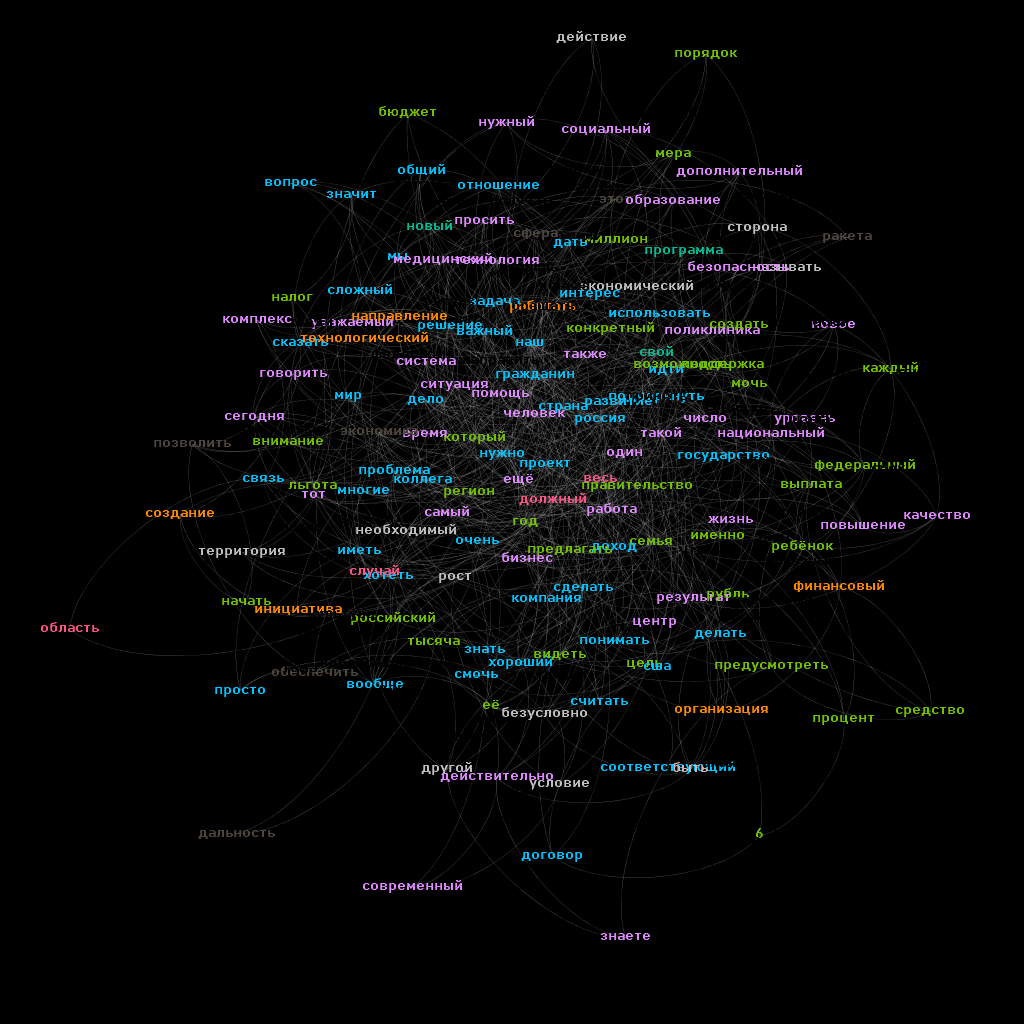 действие
порядок
бюджет
нужный
социальный
мера
общий
дополнительный
вопрос
отношение
значит
образование
просить
новый
сторона
сфера
ракета
дать
миллион
программа
медицинский
технология
безопасность
экономический
сложный
интерес
налог
задача
работать
использовать
направление
комплекс
уважаемый
решение
важный
конкретный
поликлиника
создать
новое
сказать
технологический
наш
также
свой
система
возможность
поддержка
идти
каждый
говорить
гражданин
ситуация
мочь
помощь
мир
дело
развитие
страна
человек
сегодня
россия
число
уровень
экономика
время
который
такой
национальный
позволить
внимание
нужно
один
государство
проект
федеральный
проблема
связь
коллега
ещё
весь
льгота
многие
регион
правительство
выплата
тот
должный
самый
работа
создание
качество
год
жизнь
повышение
необходимый
очень
семья
именно
территория
иметь
предлагать
доход
ребёнок
бизнес
случай
хотеть
рост
сделать
финансовый
компания
результат
рубль
начать
инициатива
российский
центр
область
делать
тысяча
понимать
знать
видеть
хороший
цель
сша
предусмотреть
обеспечить
смочь
вообще
просто
считать
её
безусловно
организация
средство
процент
другой
соответствующий
быть
действительно
условие
дальность
6
договор
современный
знаете